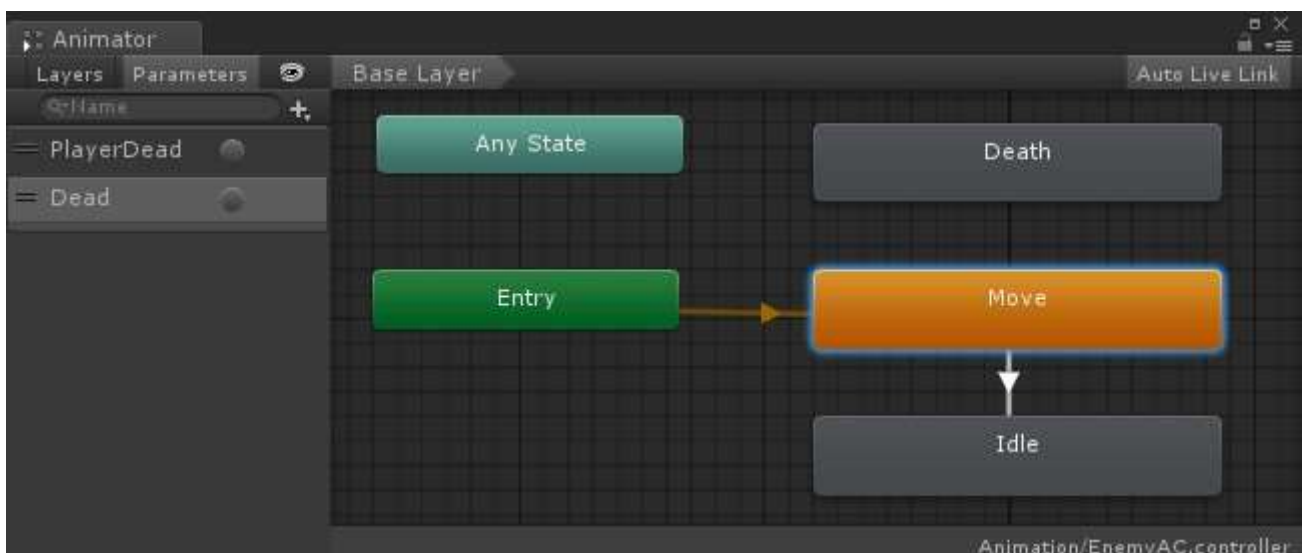 Animator
Layers Parameters
Base Layer
Auto Live Link
Name
PlayerDead
Dead
Any State
Death
Entry
Move
Idle
Animation/EnemyAC.controller